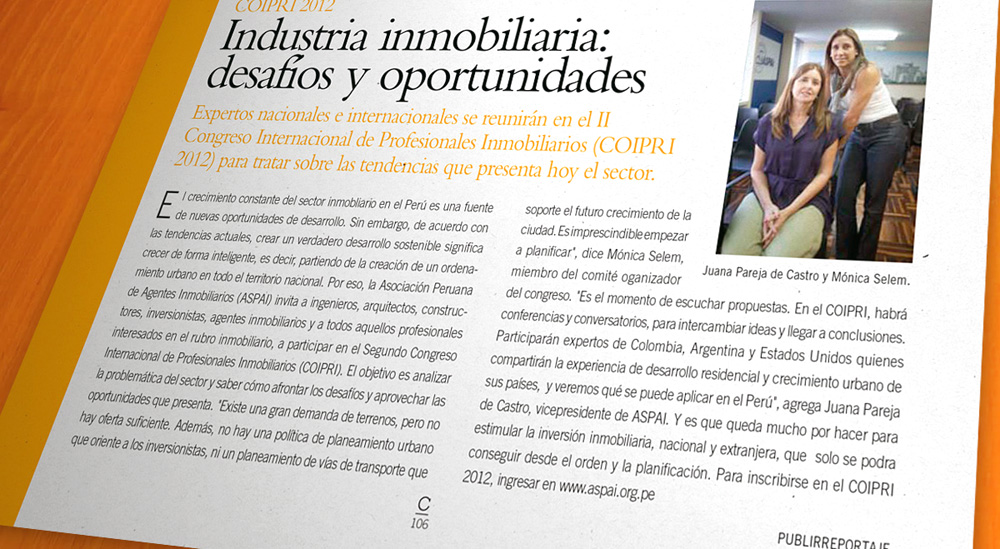 COIPRI 2012
Industria inmobiliaria:
desafíos y oportunidades
Expertos nacionales e internacionales se reunirán en el II
Congreso Internacional de Profesionales Inmobiliarios (COIPRI
2012) para tratar sobre las tendencias que presenta hoy el sector.
El crecimiento constante del sector inmobliario en el Perú es una fuente
de nuevas oportunidades de desarrollo. Sin embargo, de acuerdo con
las tendencias actuales, crear un verdadero desarrollo sostenible significa
crecer de forma inteligente, es decir, partiendo de la creación de un ordena-
miento urbano en todo el territorio nacional. Por eso, la Asociación Peruana
de Agentes Inmobiliarios (ASPAI) invita a ingenieros, arquitectos, construc-
tores, inversionistas, agentes inmobiliarios y a todos aquellos profesionales
interesados en el rubro inmobiliario, a participar en el Segundo Congreso
Internacional de Profesionales Inmobiliarios (COIPRI). El objetivo es analizar
la problemática del sector y saber cómo afrontar los desafíos y aprovechar las
oportunidades que presenta. "Existe una gran demanda de terrenos, pero no
hay oferta suficiente. Además, no hay una política de planeamiento urbano
que oriente a los inversionistas, ni un planeamiento de vías de transporte que
soporte el futuro crecimiento de la
ciudad. Es imprescindible empezar
a planificar", dice Mónica Selem,
miembro del comité oganizador
del congreso. "Es el momento de escuchar propuestas. En el COIPRI, habrá
conferencias y conversatorios, para intercambiar ideas y llegar a conclusiones.
Participarán expertos de Colombia, Argentina y Estados Unidos quienes
compartirán la experiencia de desarrollo residencial y crecimiento urbano de
sus países, y veremos qué se puede aplicar en el Perú", agrega Juana Pareja
de Castro, vicepresidente de ASPAI. Y es que queda mucho por hacer para
estimular la inversión inmobiliaria, nacional y extranjera, que solo se podra
conseguir desde el orden y la planificación. Para inscribirse en el COIPRI
2012, ingresar en www.aspai.org.pe
Juana Pareja de Castro y Mónica Selem.
C
106
PUBLIRREPORTAJE